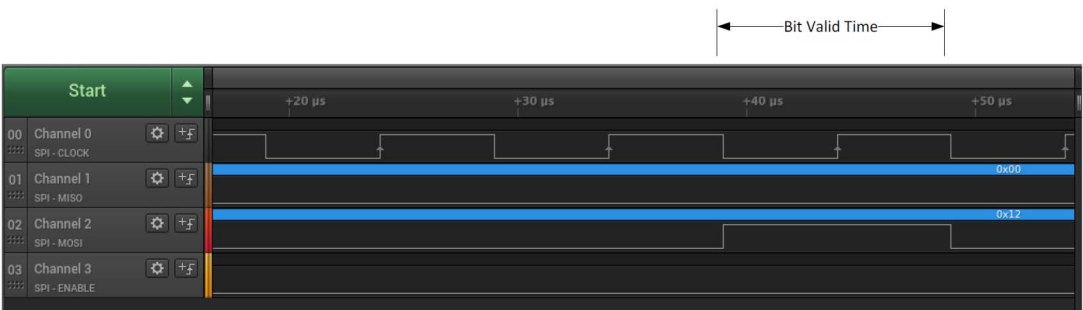 Bit Valid Time
Start
+20 µs +30 µs +40 µs +50 µs
00 Channel 0
SPI - CLOCK
0x00
01 Channel 1
SPI - MISO
0x12
02 Channel 2
SPI - MOSI
03 Channel 3
SPI - ENABLE